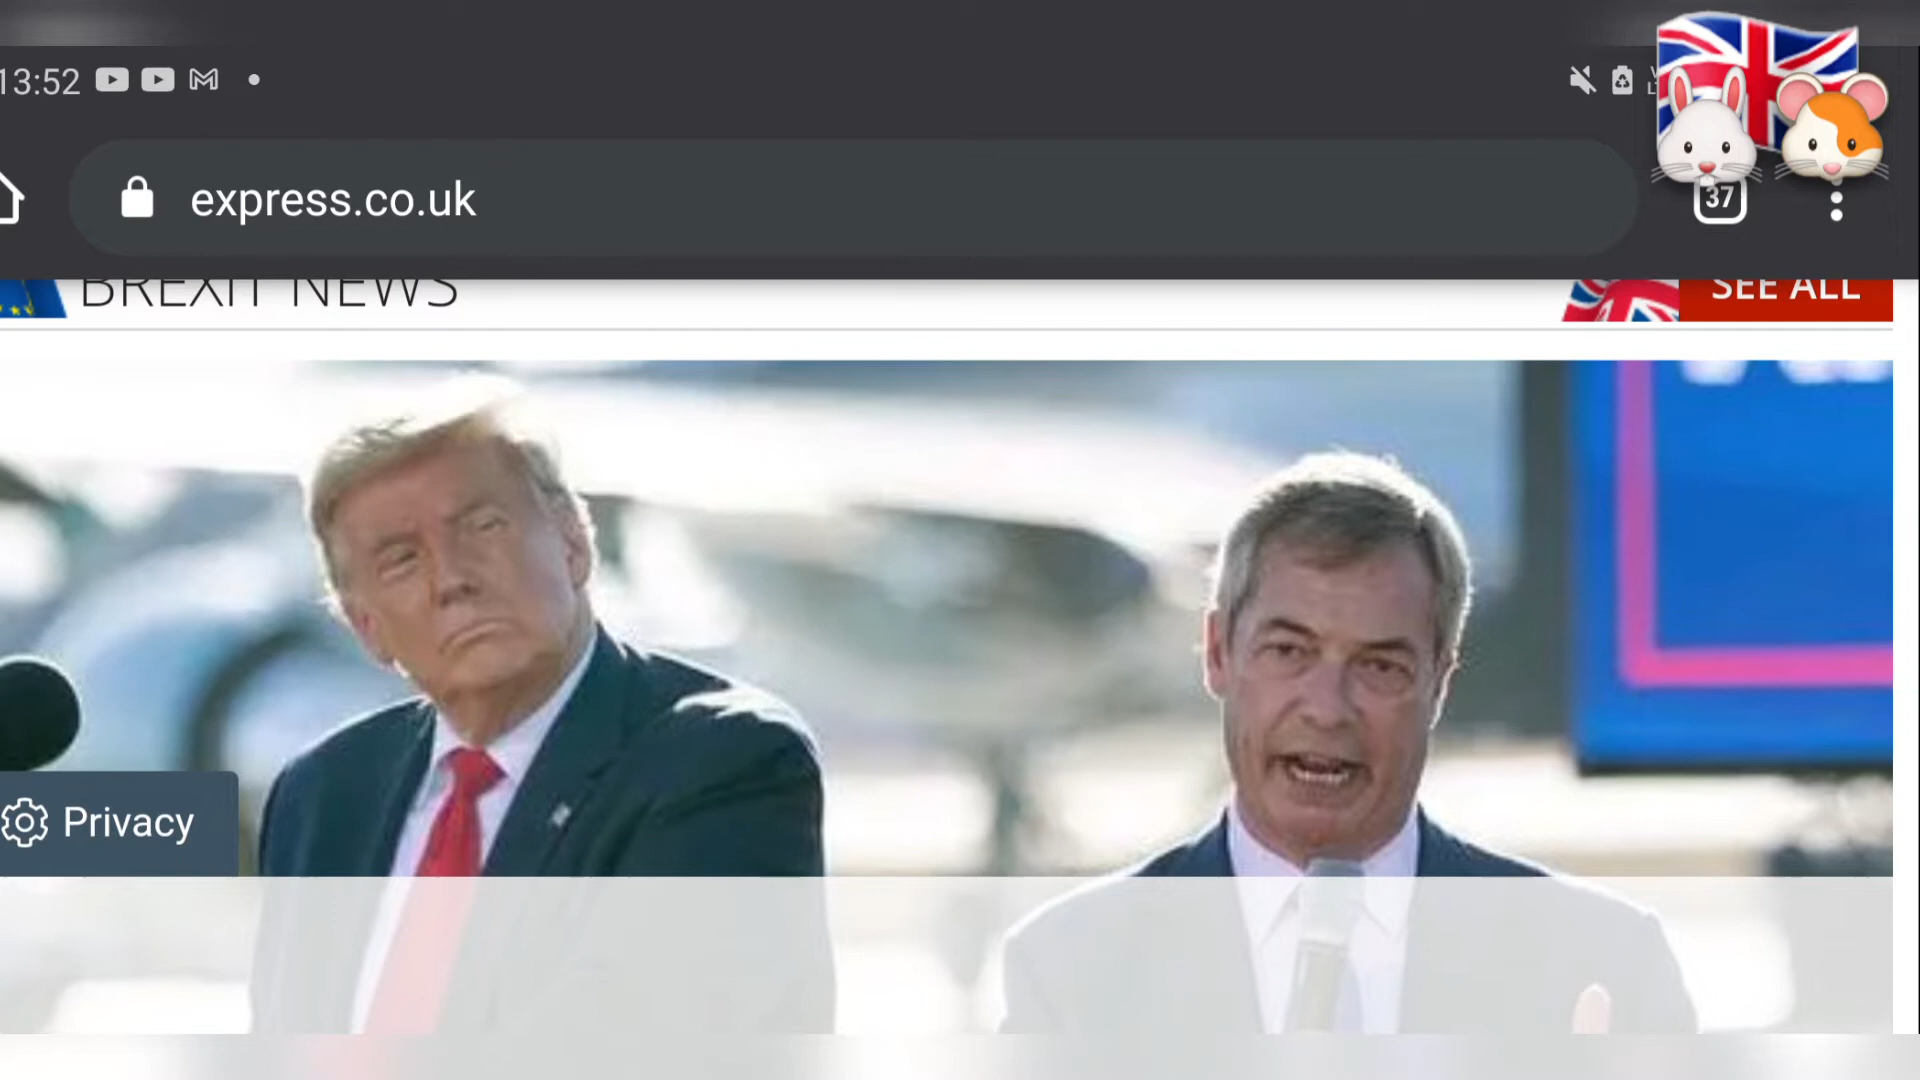 13:52
express.co.uk
37
BREXIT NEWS
SEE ALL
Privacy